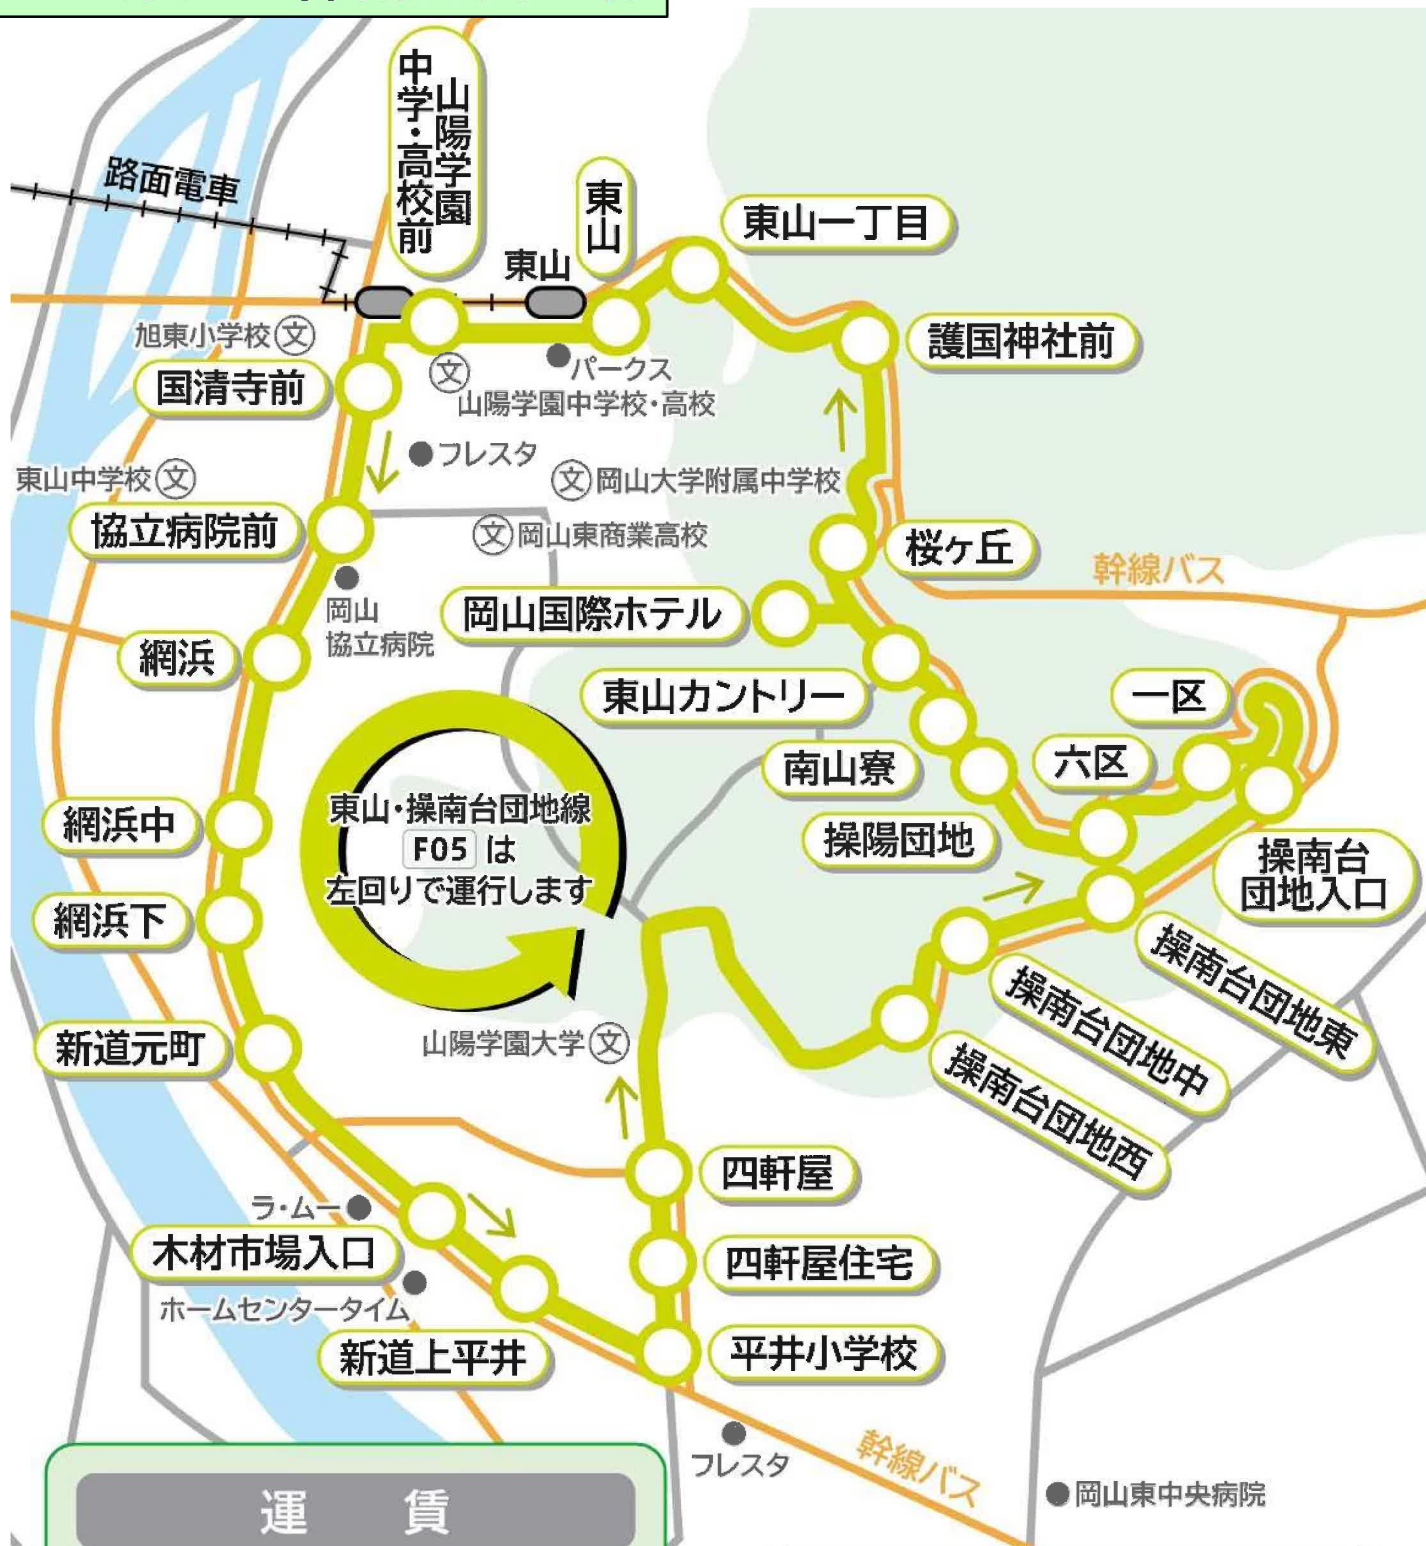 中学・高校前
山陽学園
路面電車
東山
東山
東山一丁目
護国神社前
旭東小学校 文
国清寺前
文
山陽学園中学校・高校
パークス
フレスタ
文 岡山大学附属中学校
東山中学校 文
協立病院前
文 岡山東商業高校
桜ヶ丘
幹線バス
岡山
協立病院
岡山国際ホテル
網浜
東山カントリー
一区
南山寮
六区
操陽団地
網浜中
東山・操南台団地線
F05 は
左回りで運行します
操南台
団地入口
網浜下
操南台団地東
操南台団地中
操南台団地西
新道元町
山陽学園大学 文
四軒屋
ラ・ムー
木材市場入口
四軒屋住宅
ホームセンタータイム
新道上平井
平井小学校
フレスタ
幹線バス
岡山東中央病院
運 賃